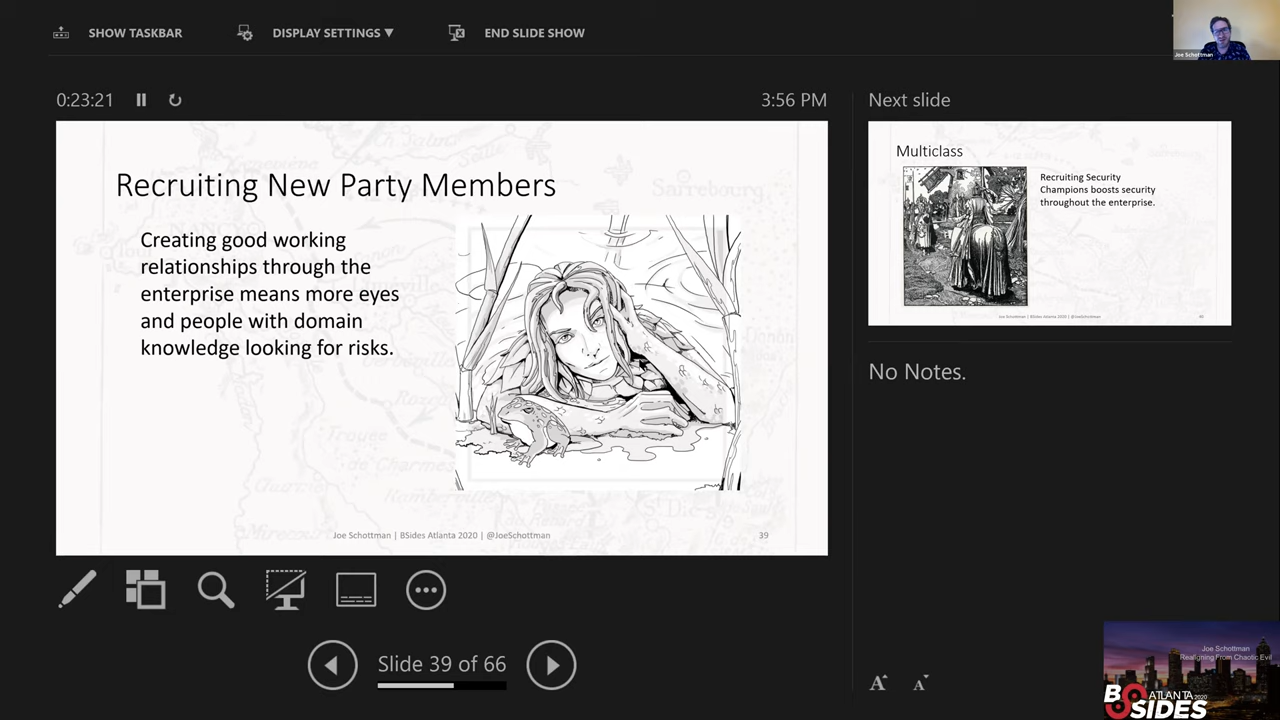 SHOW TASKBAR
DISPLAY SETTINGS ▼
END SLIDE SHOW
Joe Schottman
0:23:21
3:56 PM
Next slide
Recruiting New Party Members
Creating good working
relationships through the
enterprise means more eyes
and people with domain
knowledge looking for risks.
Joe Schottman | BSides Atlanta 2020 | @JoeSchottman
39
Multiclass
Recruiting Security
Champions boosts security
throughout the enterprise.
Joe Schottman | BSides Atlanta 2020 | @JoeSchottman
40
No Notes.
Slide 39 of 66
A A
Joe Schottman
Realigning From Chaotic Evil
BSIDES
ATLANTA 2020